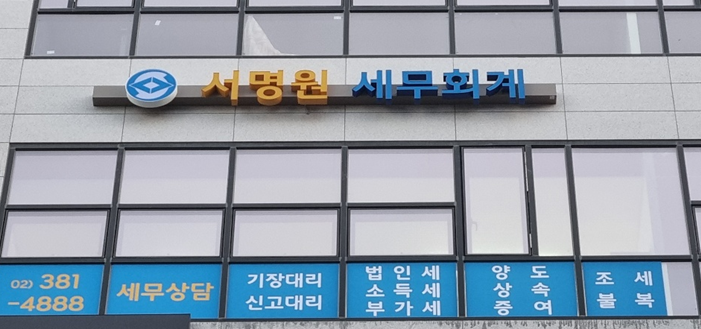 서명원 세무회계
02) 381
-4888
세무상담
기장대리
신고대리
법인세
소득세
부가세
양도
상속
증여
조세
불복